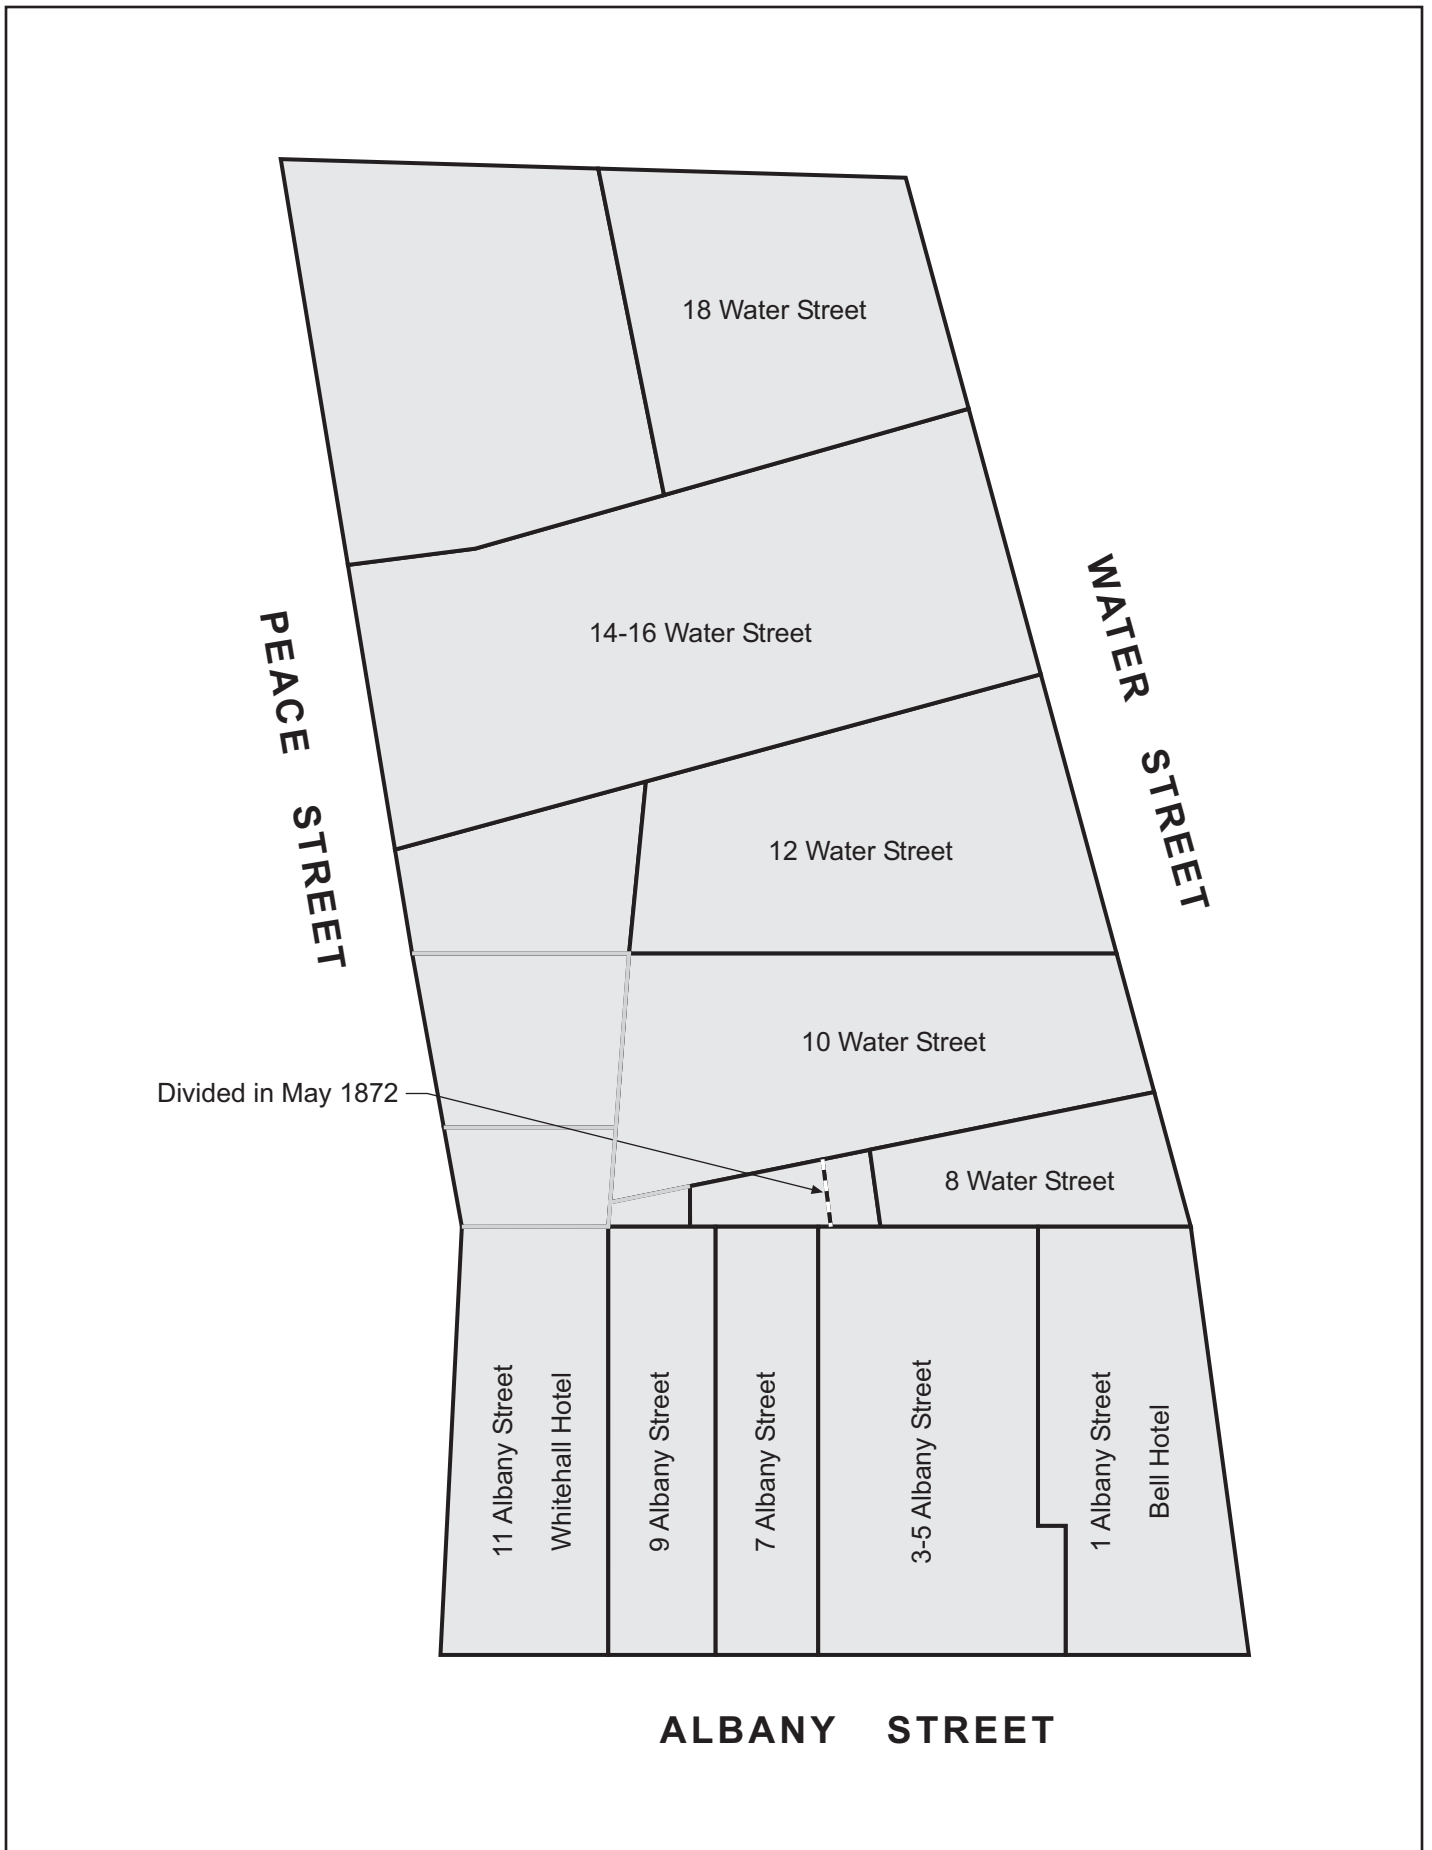 18 Water Street
14-16 Water Street
PEACE STREET
WATER STREET
12 Water Street
10 Water Street
Divided in May 1872
8 Water Street
11 Albany Street
Whitehall Hotel
9 Albany Street
7 Albany Street
3-5 Albany Street
1 Albany Street
Bell Hotel
ALBANY STREET